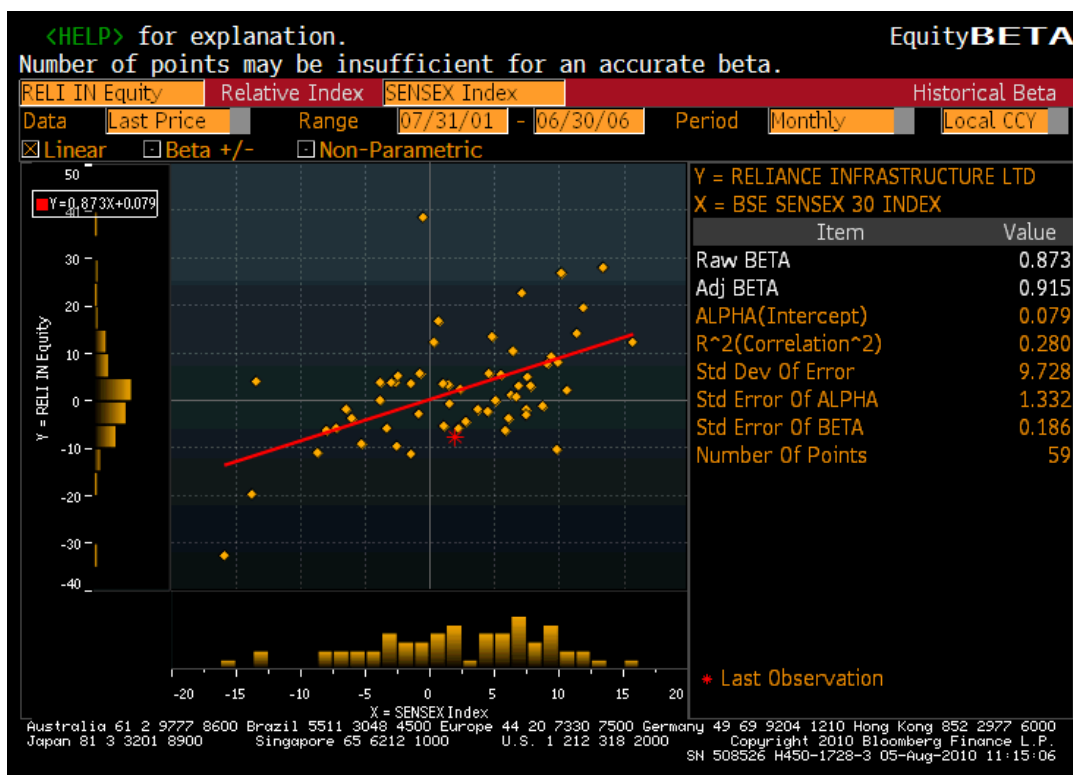 <HELP> for explanation. EquityBETA
Number of points may be insufficient for an accurate beta.
RELI IN Equity Relative Index SENSEX Index Historical Beta
Data Last Price Range 07/31/01 - 06/30/06 Period Monthly Local CCY
Linear Beta +/- Non-Parametric
50
Y=0.873X+0.079
30
20
10
0
-10
-20
-30
-40
Y = RELI IN Equity
-20 -15 -10 -5 0 5 10 15 20
X = SENSEX Index
Y = RELIANCE INFRASTRUCTURE LTD
X = BSE SENSEX 30 INDEX
Item Value
Raw BETA 0.873
Adj BETA 0.915
ALPHA(Intercept) 0.079
R^2(Correlation^2) 0.280
Std Dev Of Error 9.728
Std Error Of ALPHA 1.332
Std Error Of BETA 0.186
Number Of Points 59
* Last Observation
Australia 61 2 9777 8600 Brazil 5511 3048 4500 Europe 44 20 7330 7500 Germany 49 69 9204 1210 Hong Kong 852 2977 6000
Japan 81 3 3201 8900 Singapore 65 6212 1000 U.S. 1 212 318 2000 Copyright 2010 Bloomberg Finance L.P.
SN 508526 H450-1728-3 05-Aug-2010 11:15:06